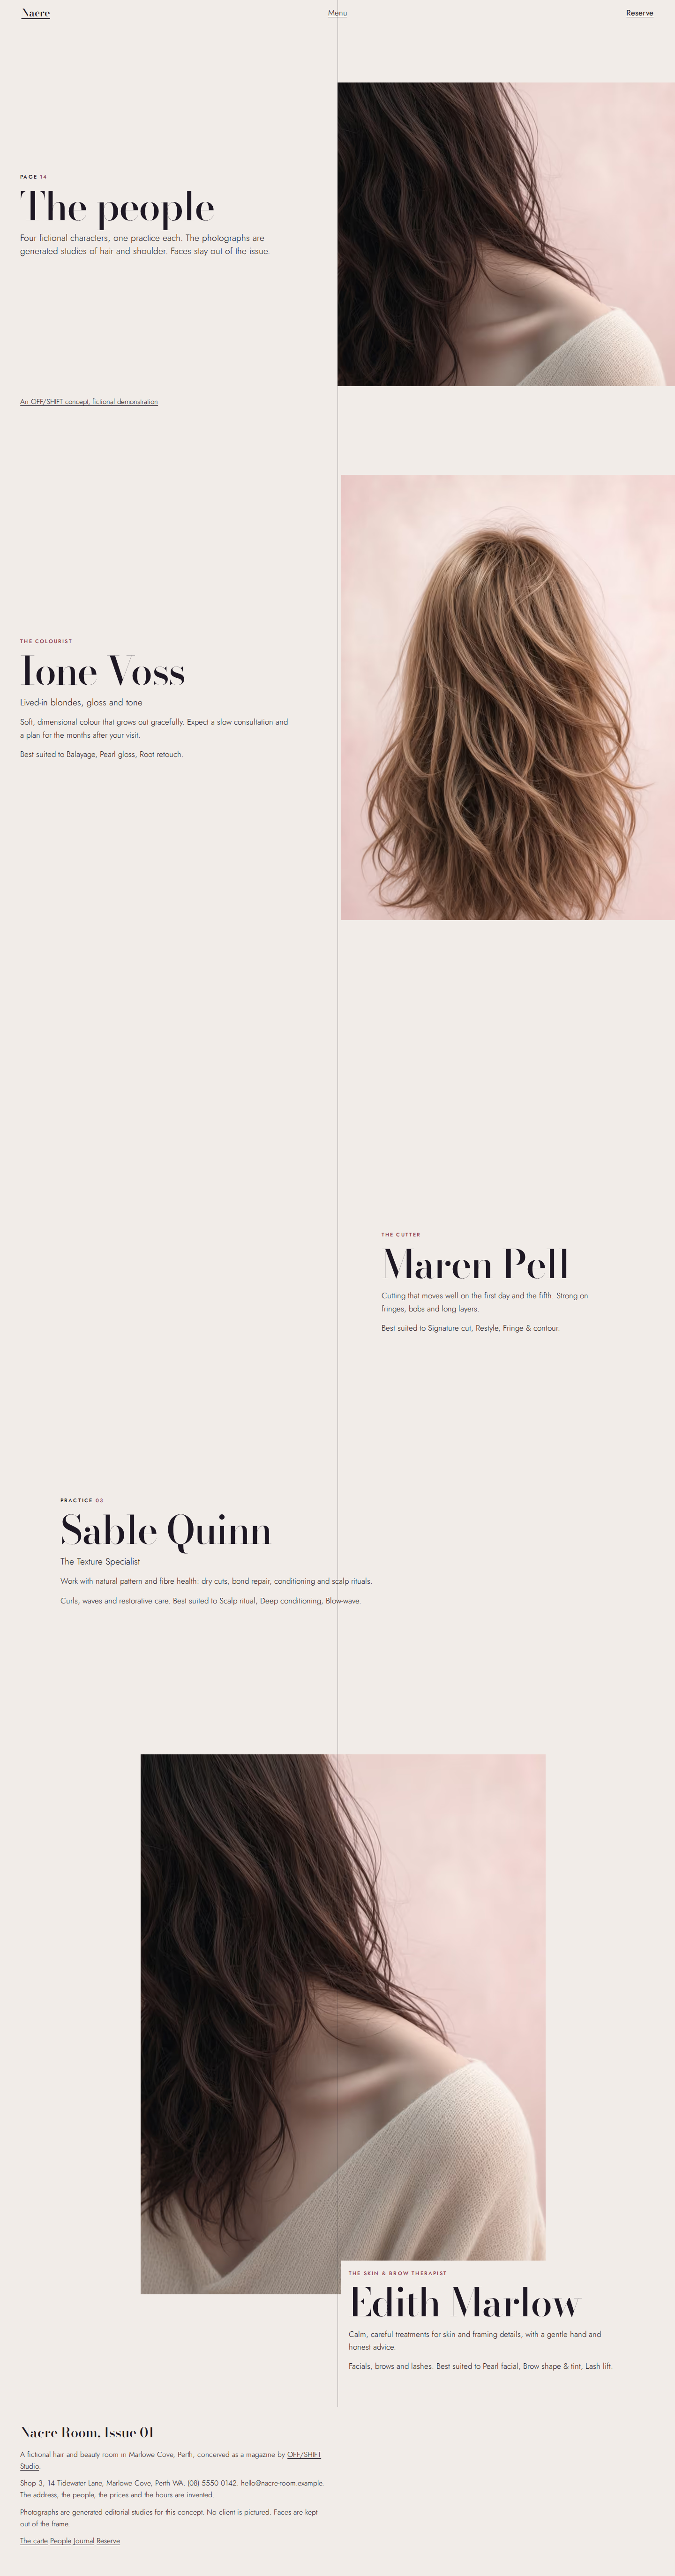 Nacre
Menu
Reserve
PAGE 14
The people
Four fictional characters, one practice each. The photographs are
generated studies of hair and shoulder. Faces stay out of the issue.
An OFF/SHIFT concept, fictional demonstration
THE COLOURIST
Ione Voss
Lived-in blondes, gloss and tone
Soft, dimensional colour that grows out gracefully. Expect a slow consultation and
a plan for the months after your visit.
Best suited to Balayage, Pearl gloss, Root retouch.
THE CUTTER
Maren Pell
Cutting that moves well on the first day and the fifth. Strong on
fringes, bobs and long layers.
Best suited to Signature cut, Restyle, Fringe & contour.
PRACTICE 03
Sable Quinn
The Texture Specialist
Work with natural pattern and fibre health: dry cuts, bond repair, conditioning and scalp rituals.
Curls, waves and restorative care. Best suited to Scalp ritual, Deep conditioning, Blow-wave.
THE SKIN & BROW THERAPIST
Edith Marlow
Calm, careful treatments for skin and framing details, with a gentle hand and
honest advice.
Facials, brows and lashes. Best suited to Pearl facial, Brow shape & tint, Lash lift.
Nacre Room, Issue 01
A fictional hair and beauty room in Marlowe Cove, Perth, conceived as a magazine by OFF/SHIFT
Studio.
Shop 3, 14 Tidewater Lane, Marlowe Cove, Perth WA. (08) 5550 0142. hello@nacre-room.example.
The address, the people, the prices and the hours are invented.
Photographs are generated editorial studies for this concept. No client is pictured. Faces are kept
out of the frame.
The carte People Journal Reserve